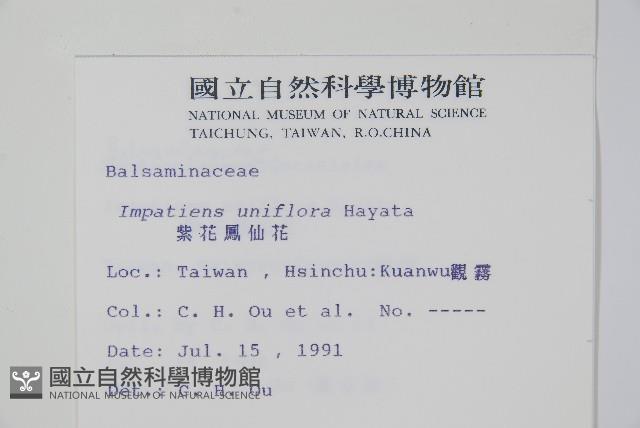 國立自然科學博物館
NATIONAL MUSEUM OF NATURAL SCIENCE
TAICHUNG, TAIWAN, R.O.CHINA
Balsaminaceae
Impatiens uniflora Hayata
紫花鳳仙花
Loc.: Taiwan , Hsinchu:Kuanwu觀霧
Col.: C. H. Ou et al. No. -----
Date: Jul. 15 , 1991
Det.: C. H. Ou
國立自然科學博物館
NATIONAL MUSEUM OF NATURAL SCIENCE